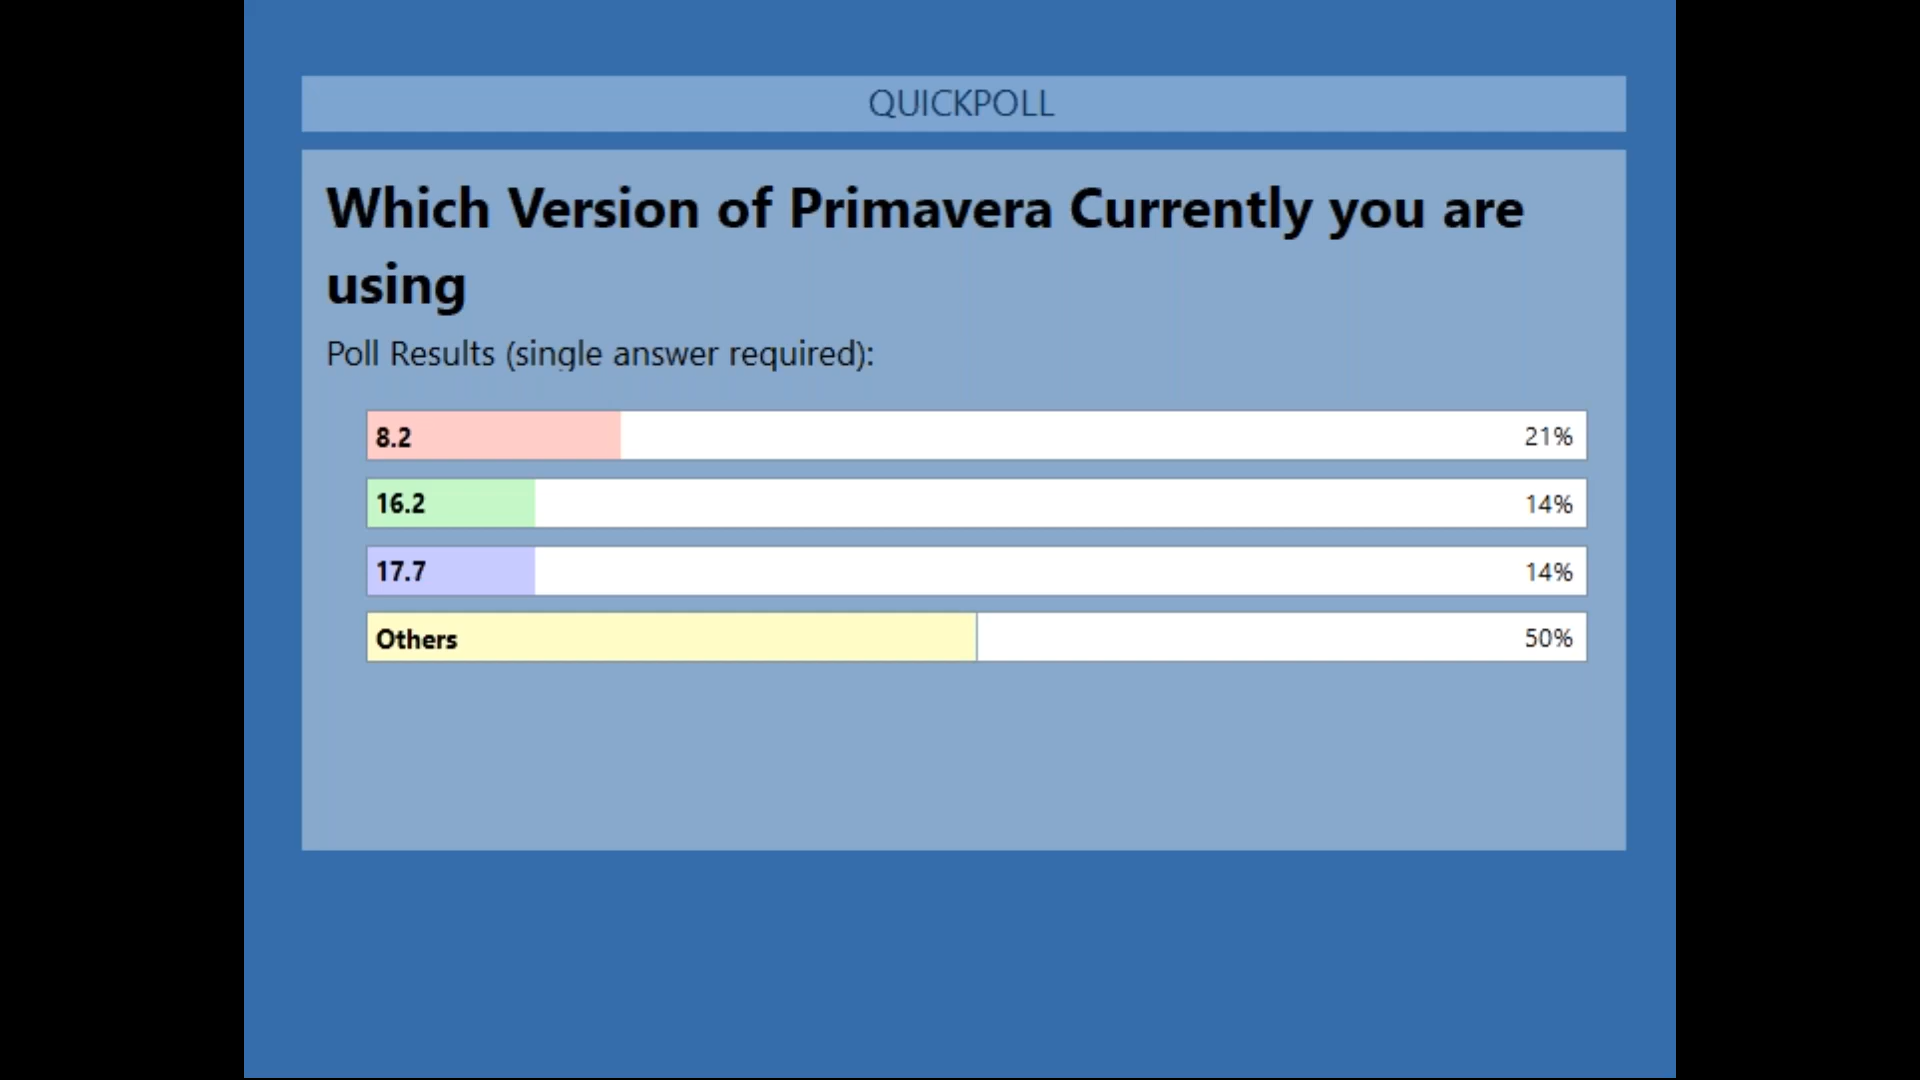 QUICKPOLL
Which Version of Primavera Currently you are
using
Poll Results (single answer required):
8.2 21%
16.2 14%
17.7 14%
Others 50%